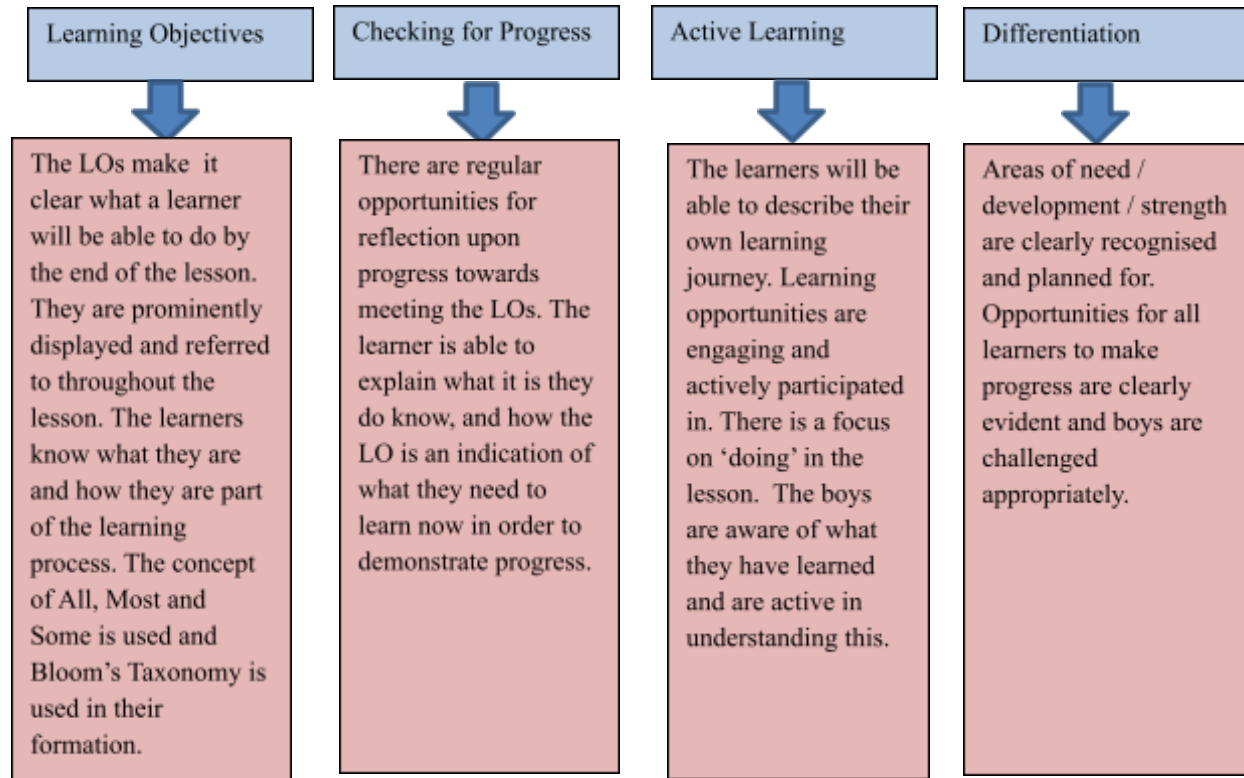 Learning Objectives
The LOs make it
clear what a learner
will be able to do by
the end of the lesson.
They are prominently
displayed and referred
to throughout the
lesson. The learners
know what they are
and how they are part
of the learning
process. The concept
of All, Most and
Some is used and
Bloom’s Taxonomy is
used in their
formation.
Checking for Progress
There are regular
opportunities for
reflection upon
progress towards
meeting the LOs. The
learner is able to
explain what it is they
do know, and how the
LO is an indication of
what they need to
learn now in order to
demonstrate progress.
Active Learning
The learners will be
able to describe their
own learning
journey. Learning
opportunities are
engaging and
actively participated
in. There is a focus
on ‘doing’ in the
lesson. The boys
are aware of what
they have learned
and are active in
understanding this.
Differentiation
Areas of need /
development / strength
are clearly recognised
and planned for.
Opportunities for all
learners to make
progress are clearly
evident and boys are
challenged
appropriately.